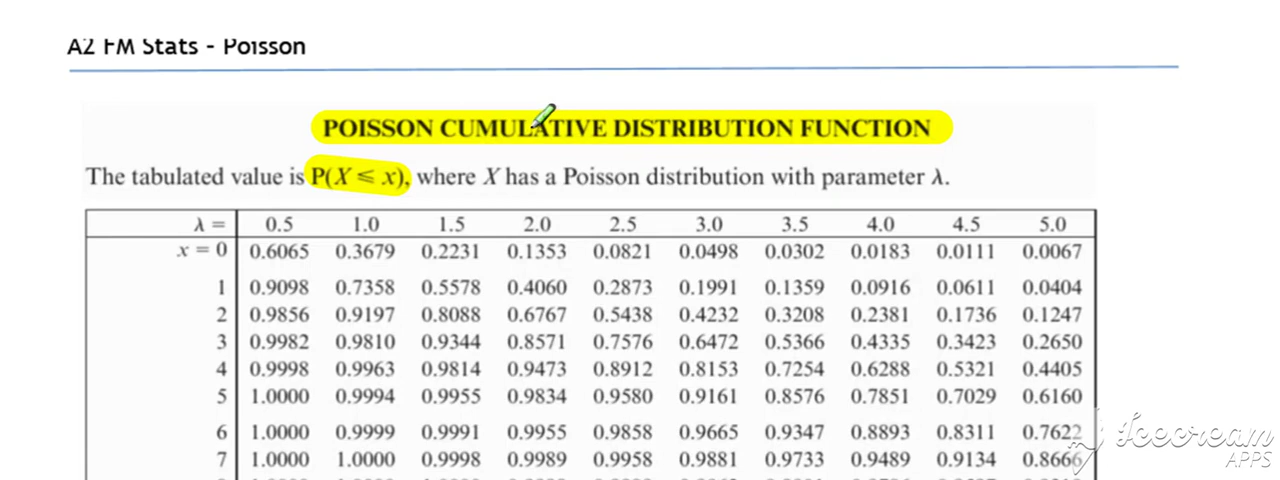 A2 FM Stats - Poisson
POISSON CUMULATIVE DISTRIBUTION FUNCTION
The tabulated value is P(X ⩽ x), where X has a Poisson distribution with parameter λ.
λ = 0.5 1.0 1.5 2.0 2.5 3.0 3.5 4.0 4.5 5.0
x = 0 0.6065 0.3679 0.2231 0.1353 0.0821 0.0498 0.0302 0.0183 0.0111 0.0067
1 0.9098 0.7358 0.5578 0.4060 0.2873 0.1991 0.1359 0.0916 0.0611 0.0404
2 0.9856 0.9197 0.8088 0.6767 0.5438 0.4232 0.3208 0.2381 0.1736 0.1247
3 0.9982 0.9810 0.9344 0.8571 0.7576 0.6472 0.5366 0.4335 0.3423 0.2650
4 0.9998 0.9963 0.9814 0.9473 0.8912 0.8153 0.7254 0.6288 0.5321 0.4405
5 1.0000 0.9994 0.9955 0.9834 0.9580 0.9161 0.8576 0.7851 0.7029 0.6160
6 1.0000 0.9999 0.9991 0.9955 0.9858 0.9665 0.9347 0.8893 0.8311 0.7622
7 1.0000 1.0000 0.9998 0.9989 0.9958 0.9881 0.9733 0.9489 0.9134 0.8666
Icecream
APPS